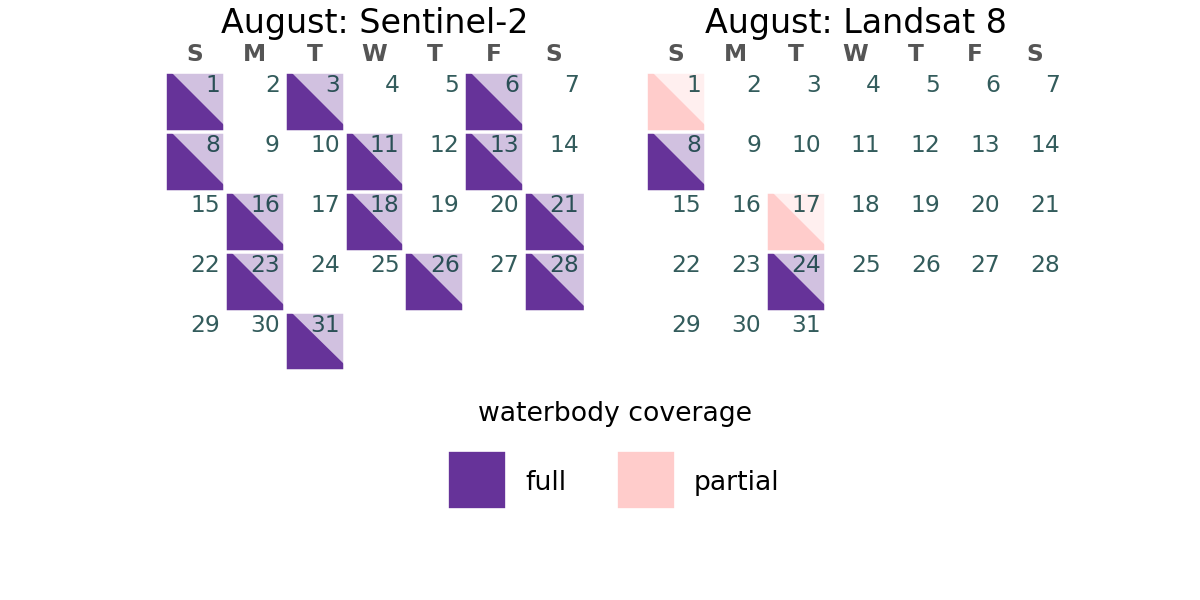 August: Sentinel-2
S M T W T F S
1 2 3 4 5 6 7
8 9 10 11 12 13 14
15 16 17 18 19 20 21
22 23 24 25 26 27 28
29 30 31
August: Landsat 8
S M T W T F S
1 2 3 4 5 6 7
8 9 10 11 12 13 14
15 16 17 18 19 20 21
22 23 24 25 26 27 28
29 30 31
waterbody coverage
full partial